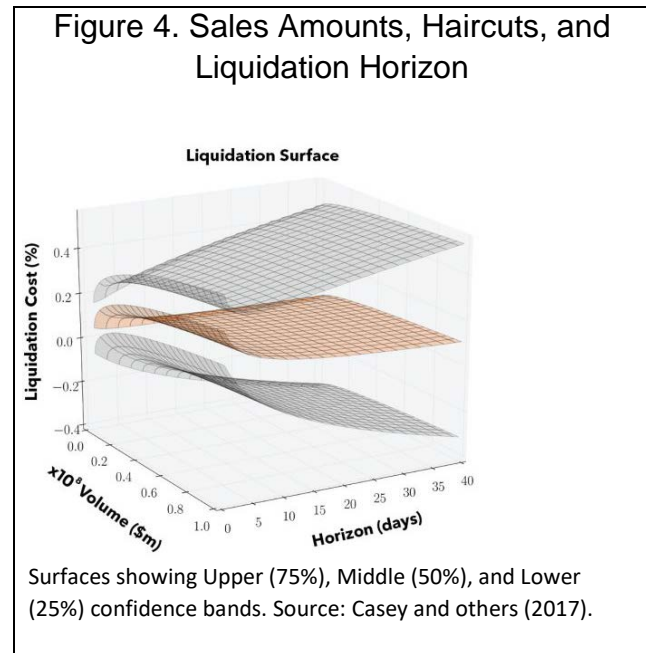 Figure 4. Sales Amounts, Haircuts, and
Liquidation Horizon
Liquidation Surface
Liquidation Cost (%)
0.4
0.2
0.0
−0.2
−0.4
0.0
0.2
0.4
0.6
0.8
1.0
x10⁸ Volume ($m)
0
5
10
15
20
25
30
35
40
Horizon (days)
Surfaces showing Upper (75%), Middle (50%), and Lower
(25%) confidence bands. Source: Casey and others (2017).